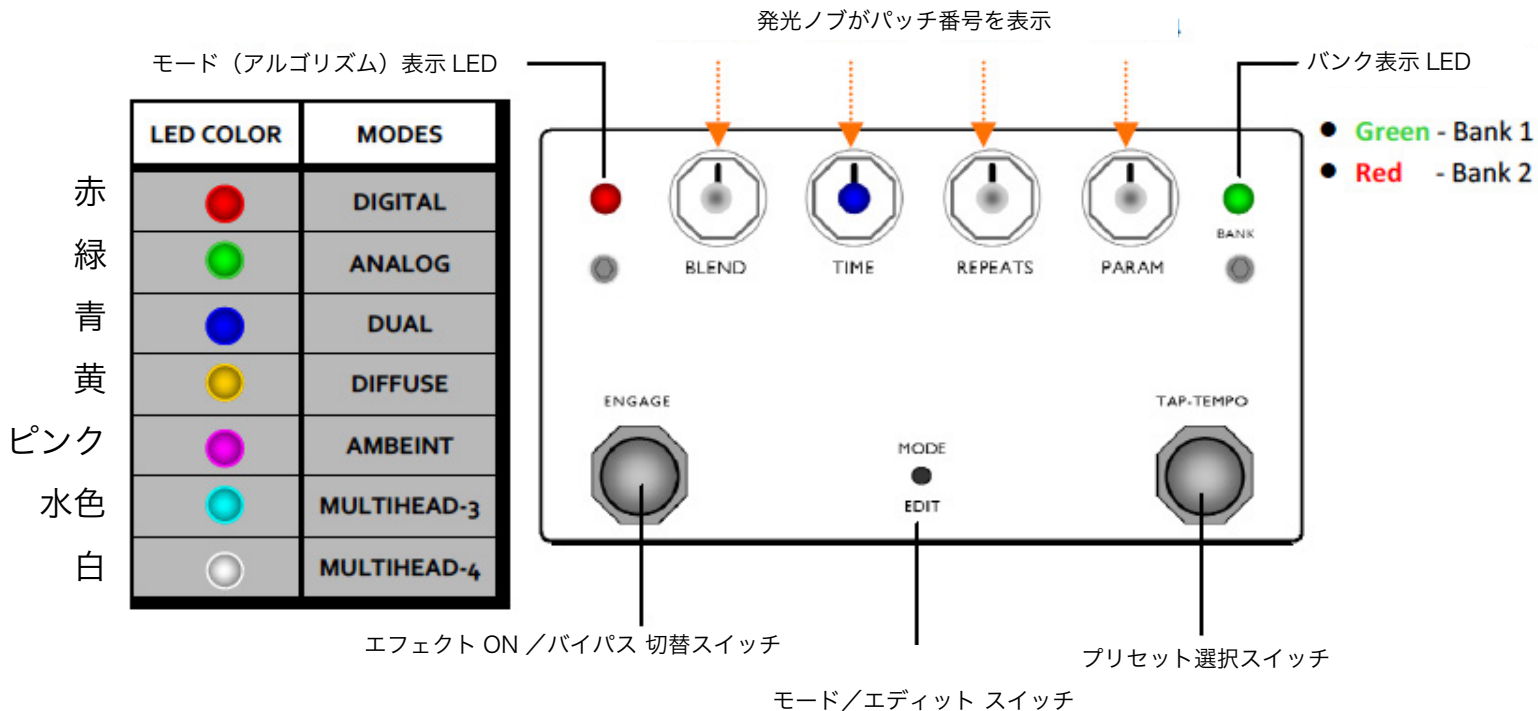 発光ノブがパッチ番号を表示
モード（アルゴリズム）表示 LED
バンク表示 LED
LED COLOR MODES
赤 DIGITAL
緑 ANALOG
青 DUAL
黄 DIFFUSE
ピンク AMBEINT
水色 MULTIHEAD-3
白 MULTIHEAD-4
● Green - Bank 1
● Red - Bank 2
BANK
BLEND TIME REPEATS PARAM
ENGAGE
TAP-TEMPO
MODE
EDIT
エフェクト ON ／バイパス 切替スイッチ
プリセット選択スイッチ
モード／エディット スイッチ